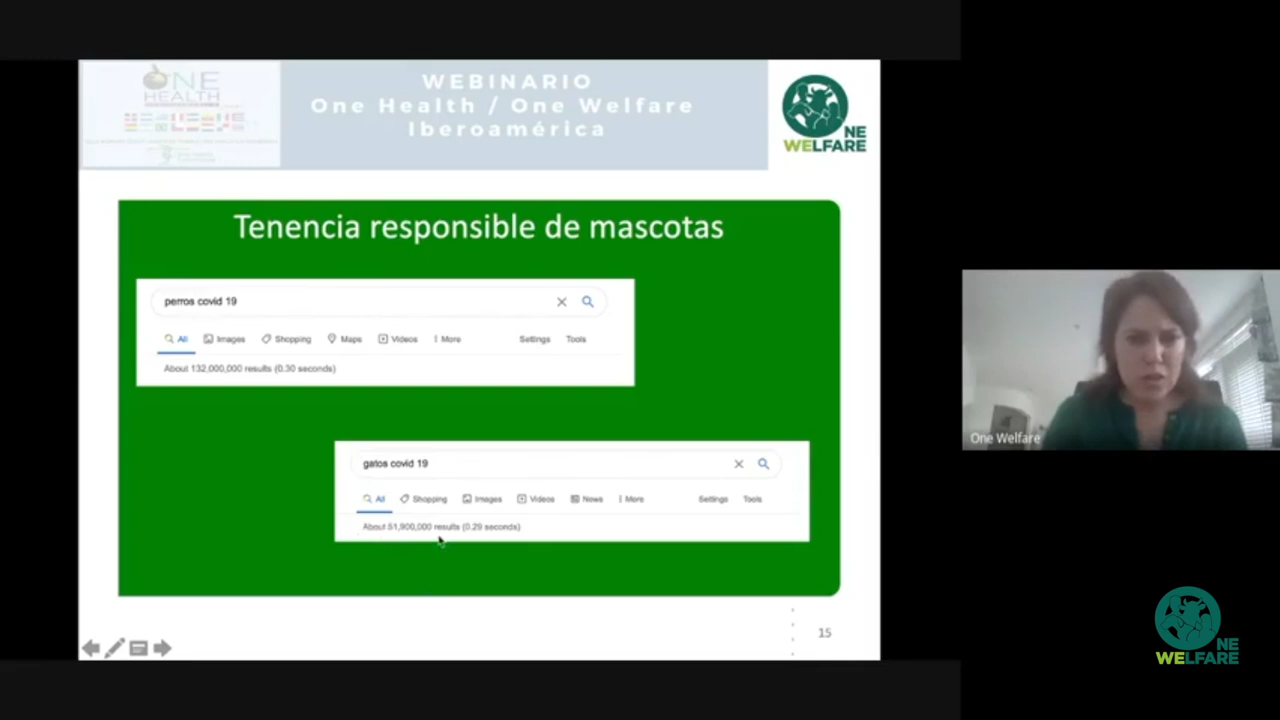 ONE
HEALTH
WEBINARIO
One Health / One Welfare
Iberoamérica
ONE
WELFARE
Tenencia responsible de mascotas
perros covid 19
All Images Shopping Maps Videos More Settings Tools
About 132,000,000 results (0.30 seconds)
gatos covid 19
All Shopping Images Videos News More Settings Tools
About 51,900,000 results (0.29 seconds)
15
One Welfare
ONE
WELFARE